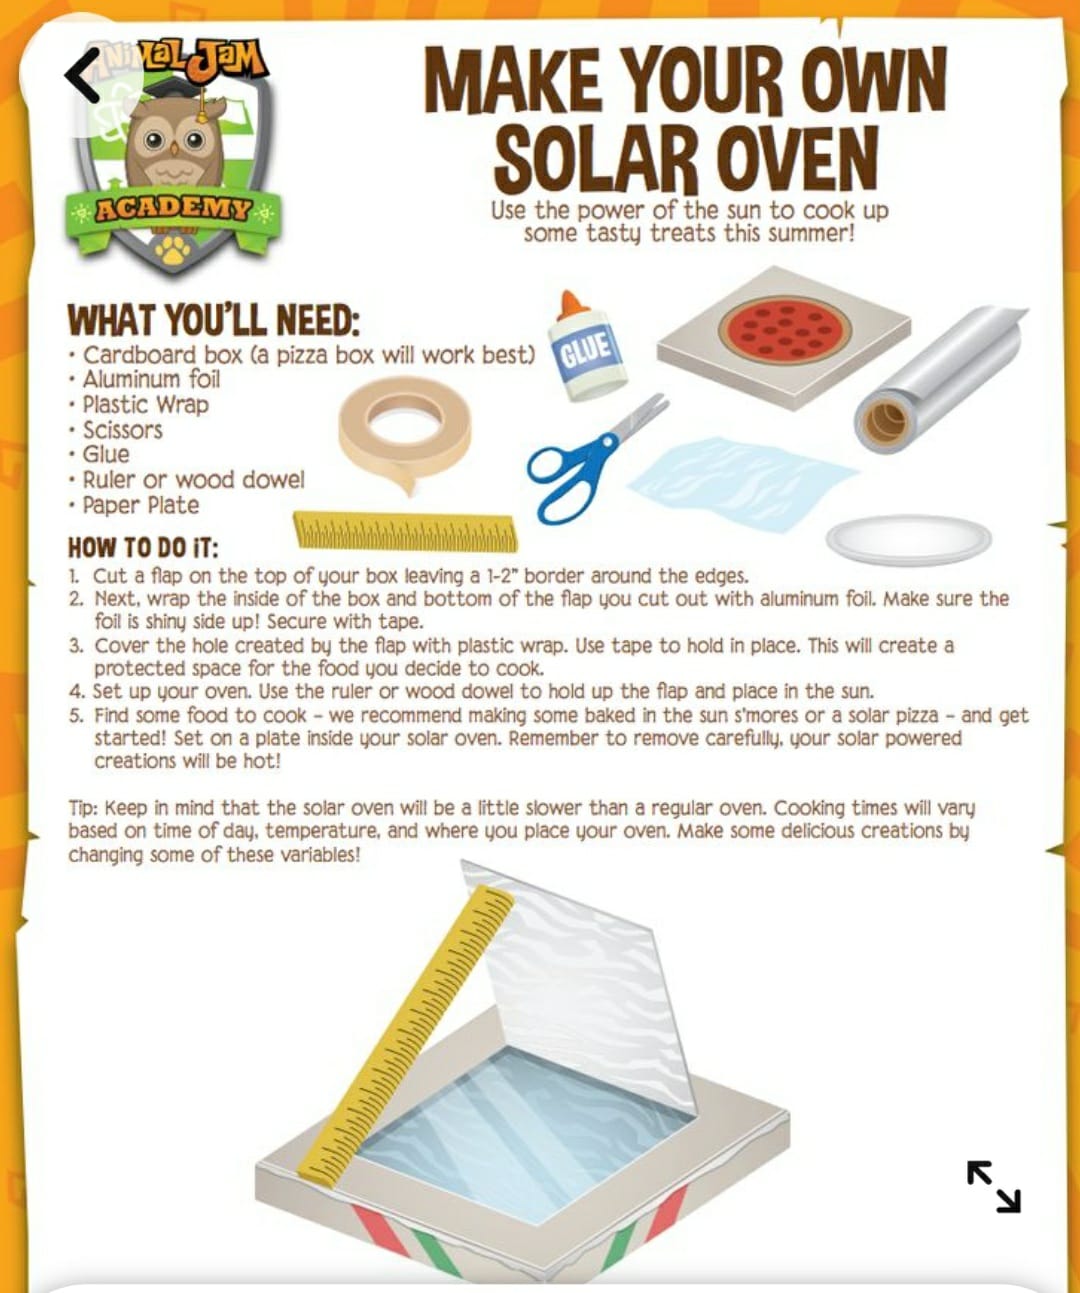 ANIMAL JAM
ACADEMY
MAKE YOUR OWN
SOLAR OVEN
Use the power of the sun to cook up
some tasty treats this summer!
WHAT YOU'LL NEED:
• Cardboard box (a pizza box will work best)
• Aluminum foil
• Plastic Wrap
• Scissors
• Glue
• Ruler or wood dowel
• Paper Plate
GLUE
HOW TO DO iT:
1. Cut a flap on the top of your box leaving a 1-2" border around the edges.
2. Next, wrap the inside of the box and bottom of the flap you cut out with aluminum foil. Make sure the
foil is shiny side up! Secure with tape.
3. Cover the hole created by the flap with plastic wrap. Use tape to hold in place. This will create a
protected space for the food you decide to cook.
4. Set up your oven. Use the ruler or wood dowel to hold up the flap and place in the sun.
5. Find some food to cook – we recommend making some baked in the sun s'mores or a solar pizza – and get
started! Set on a plate inside your solar oven. Remember to remove carefully, your solar powered
creations will be hot!
Tip: Keep in mind that the solar oven will be a little slower than a regular oven. Cooking times will vary
based on time of day, temperature, and where you place your oven. Make some delicious creations by
changing some of these variables!